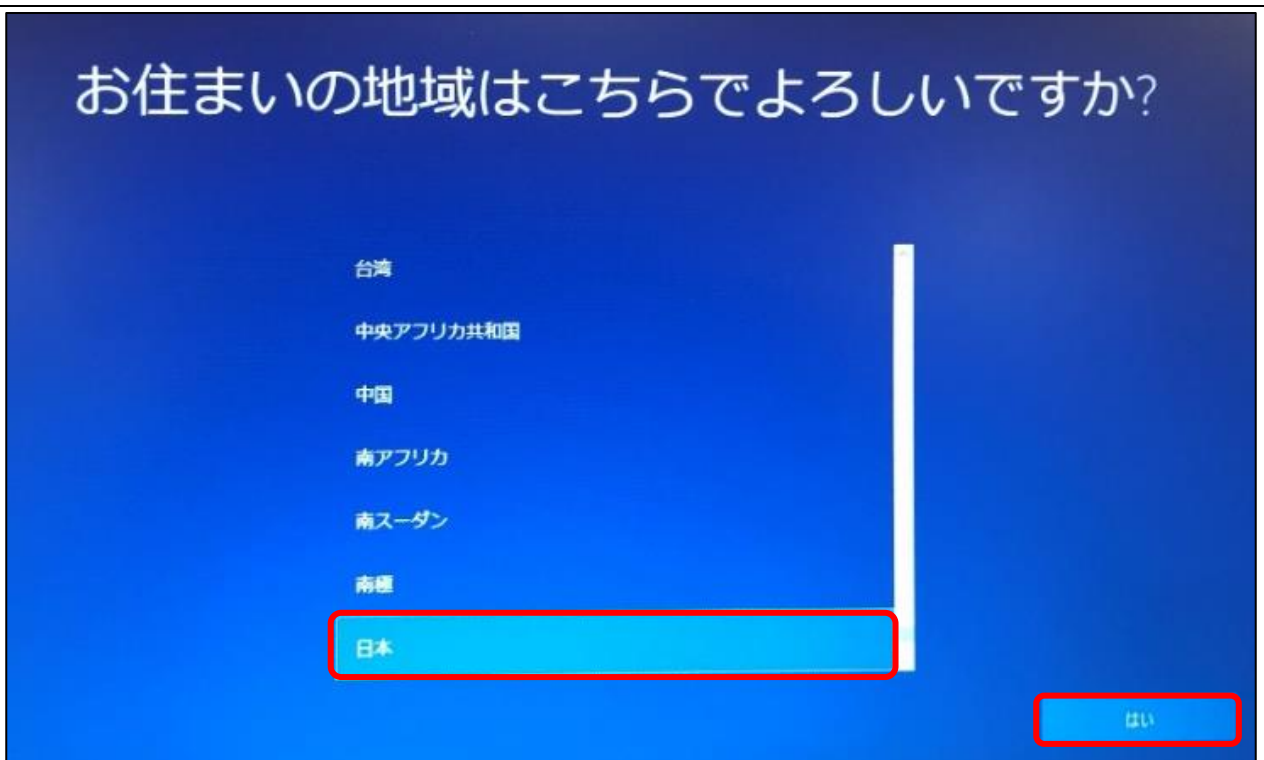 お住まいの地域はこちらでよろしいですか?
台湾
中央アフリカ共和国
中国
南アフリカ
南スーダン
南極
日本
はい